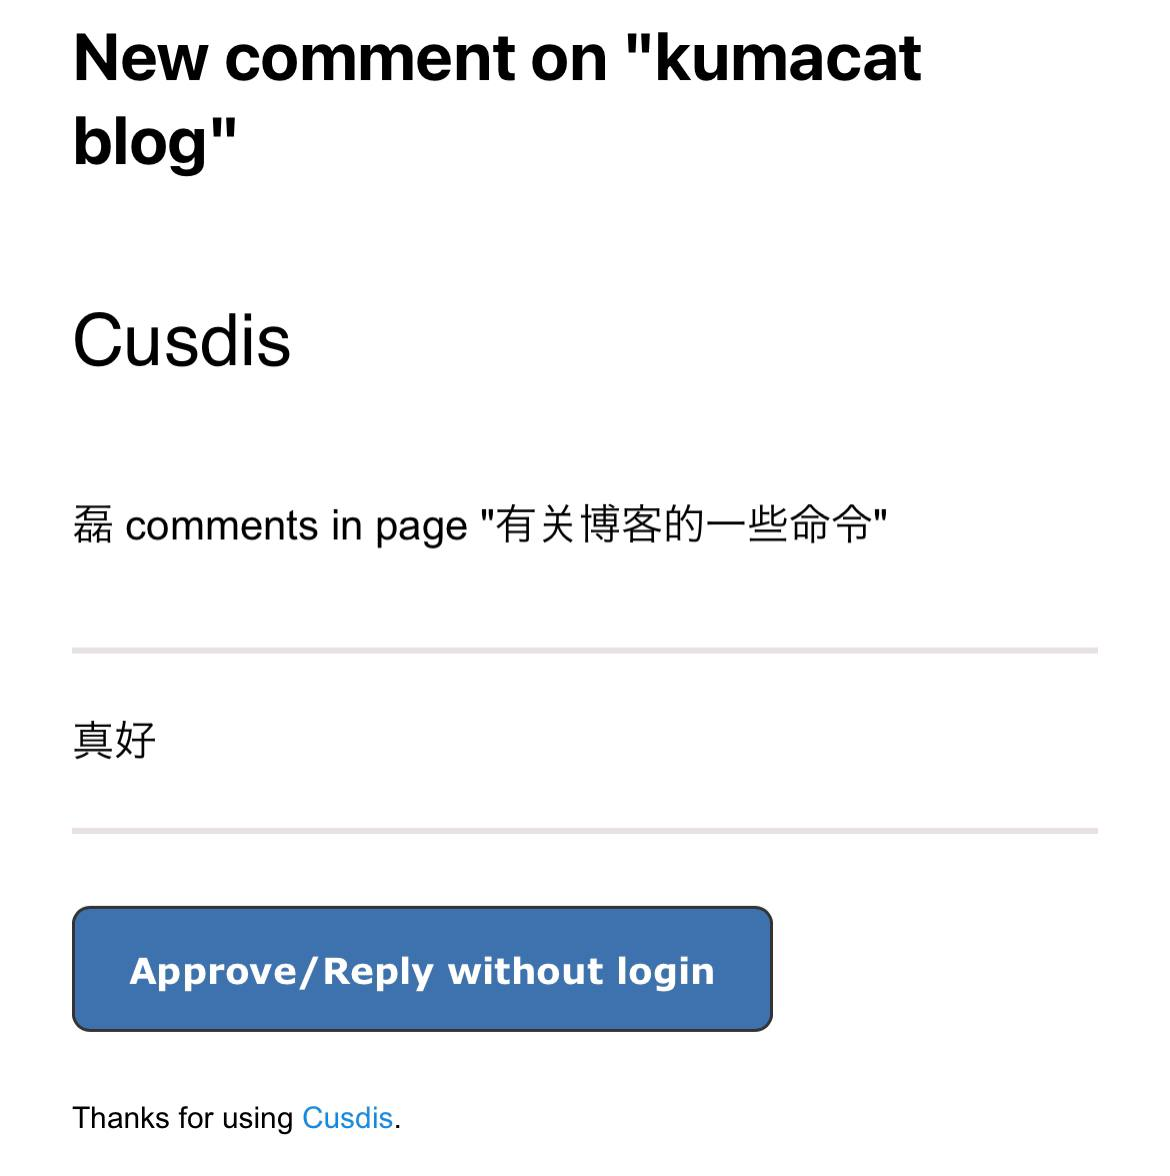 New comment on "kumacat
blog"
Cusdis
磊 comments in page "有关博客的一些命令"
真好
Approve/Reply without login
Thanks for using Cusdis.